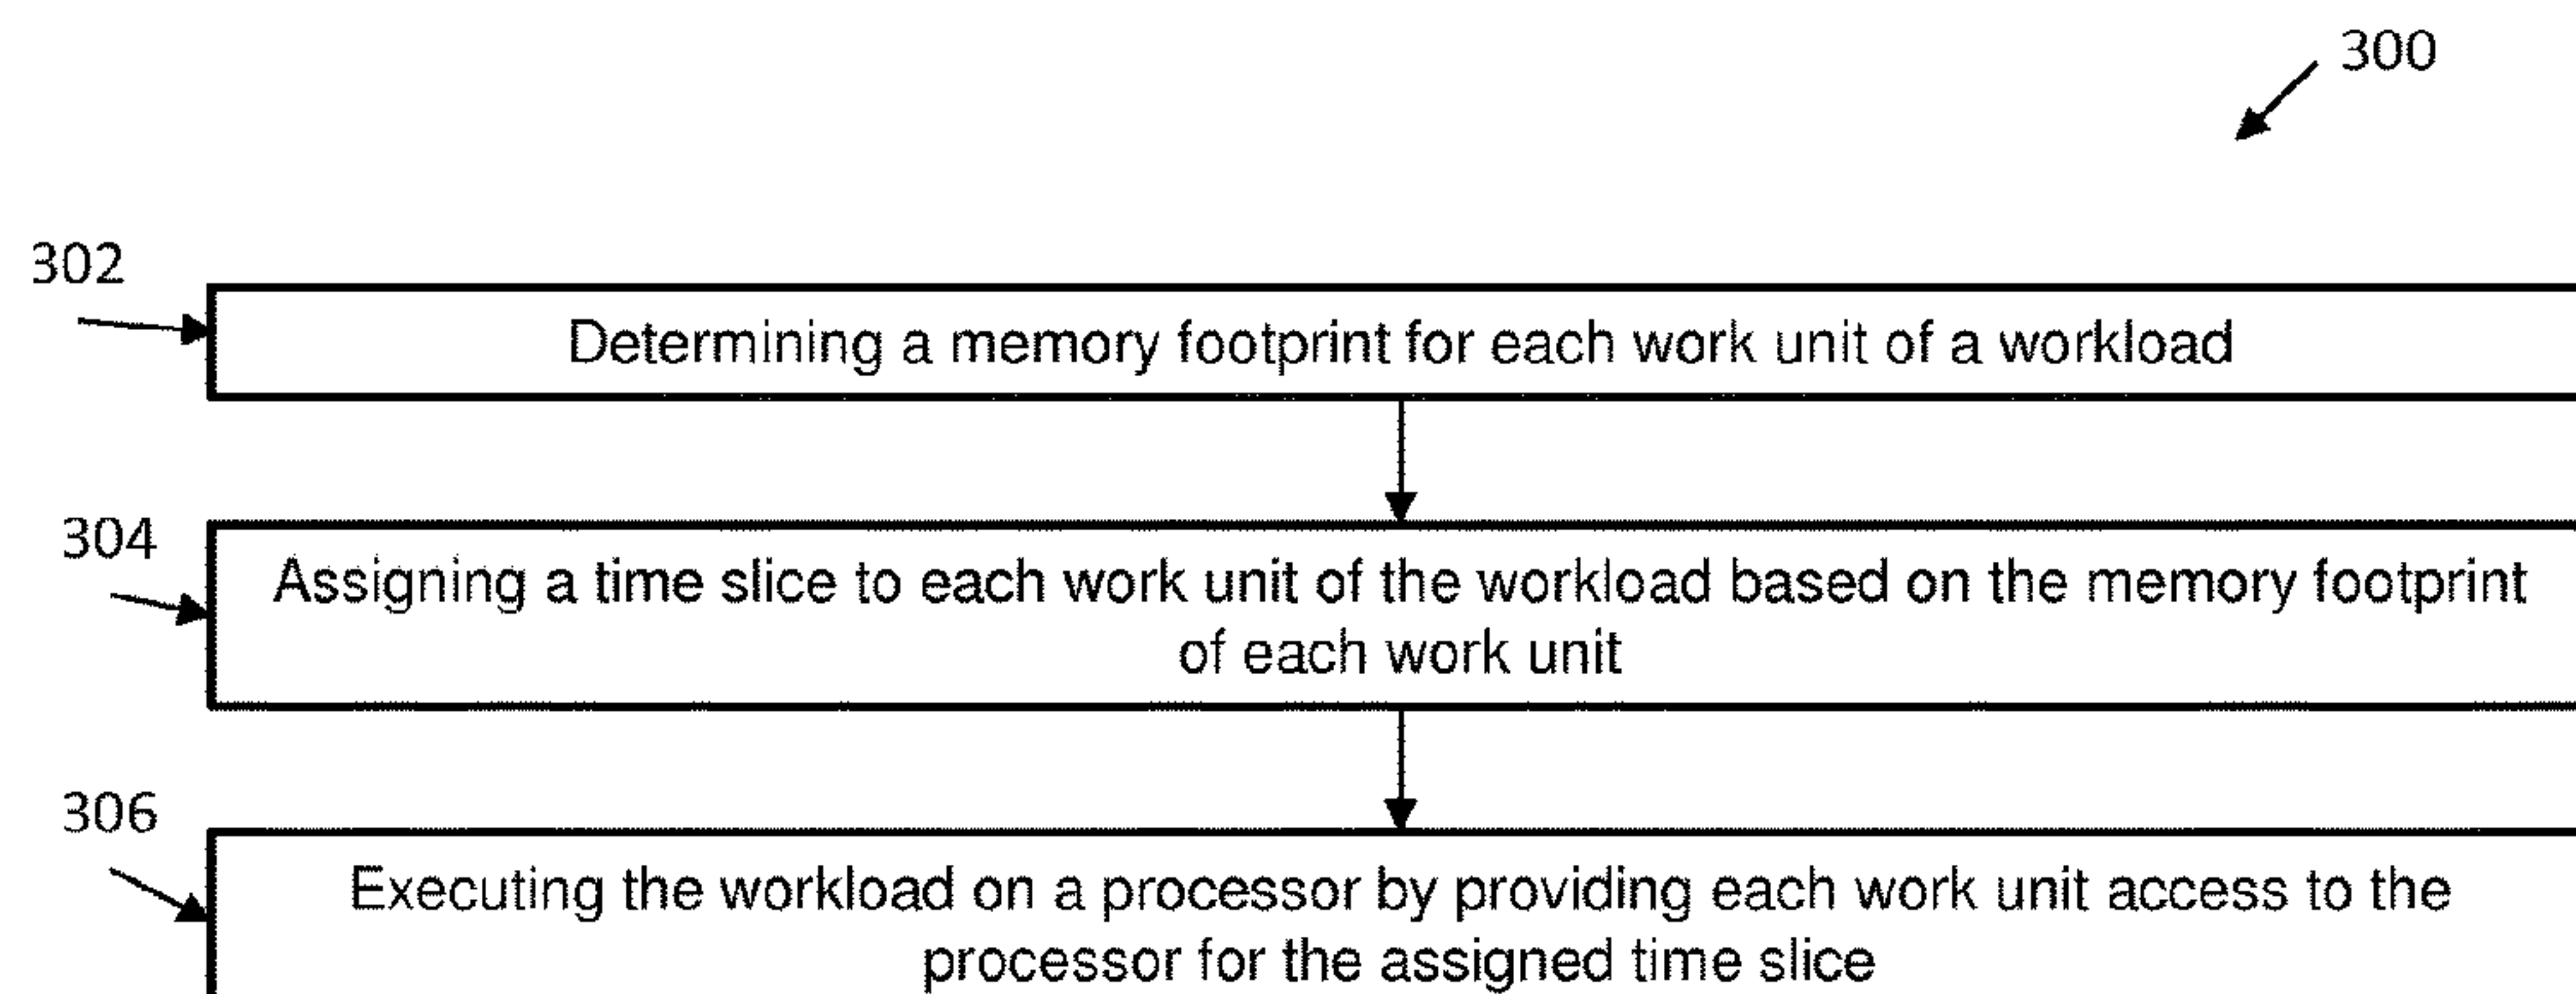 300
302
Determining a memory footprint for each work unit of a workload
304
Assigning a time slice to each work unit of the workload based on the memory footprint
of each work unit
306
Executing the workload on a processor by providing each work unit access to the
processor for the assigned time slice